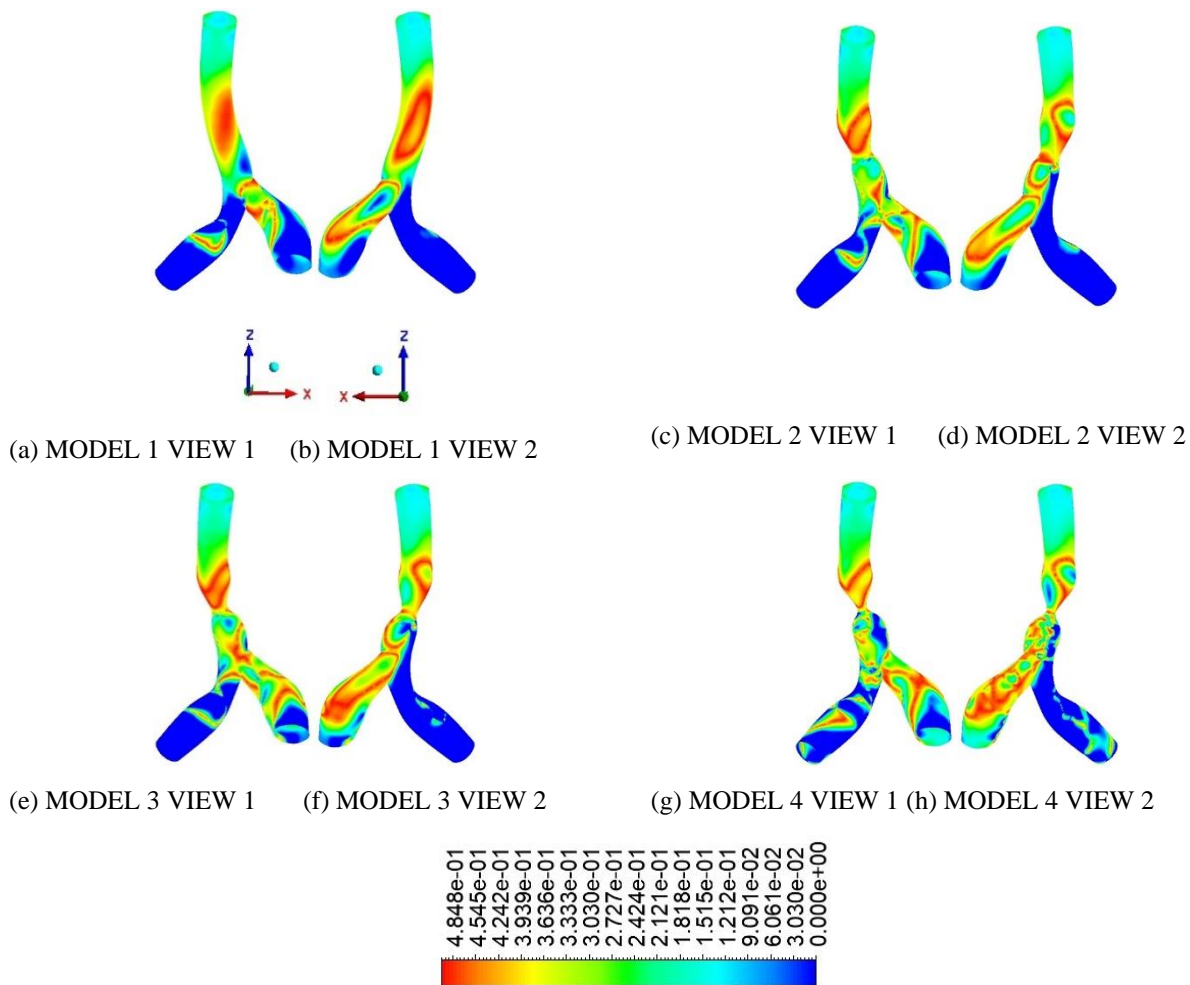 Z Z
X X
(a) MODEL 1 VIEW 1 (b) MODEL 1 VIEW 2
(c) MODEL 2 VIEW 1 (d) MODEL 2 VIEW 2
(e) MODEL 3 VIEW 1 (f) MODEL 3 VIEW 2
(g) MODEL 4 VIEW 1 (h) MODEL 4 VIEW 2
4.848e-01
4.545e-01
4.242e-01
3.939e-01
3.636e-01
3.333e-01
3.030e-01
2.727e-01
2.424e-01
2.121e-01
1.818e-01
1.515e-01
1.212e-01
9.091e-02
6.061e-02
3.030e-02
0.000e+00